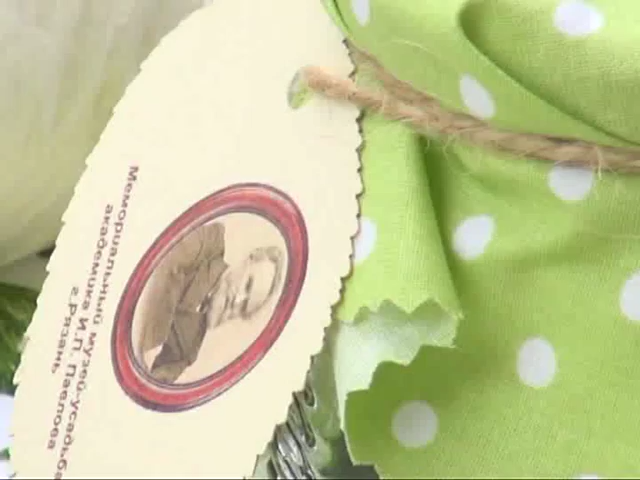 Мемориальный музей-усадьба
академика И.П. Павлова
г.Рязань